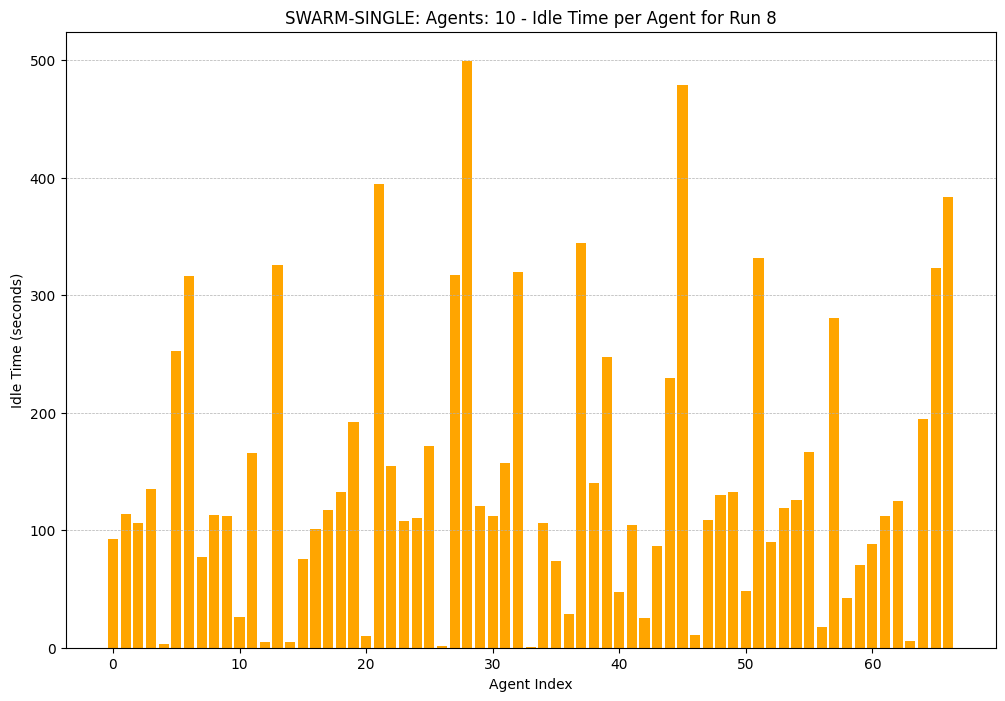 SWARM-SINGLE: Agents: 10 - Idle Time per Agent for Run 8
Idle Time (seconds)
500
400
300
200
100
0
0 10 20 30 40 50 60
Agent Index